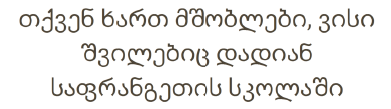 თქვენ ხართ მშობლები, ვისი
შვილებიც დადიან
საფრანგეთის სკოლაში